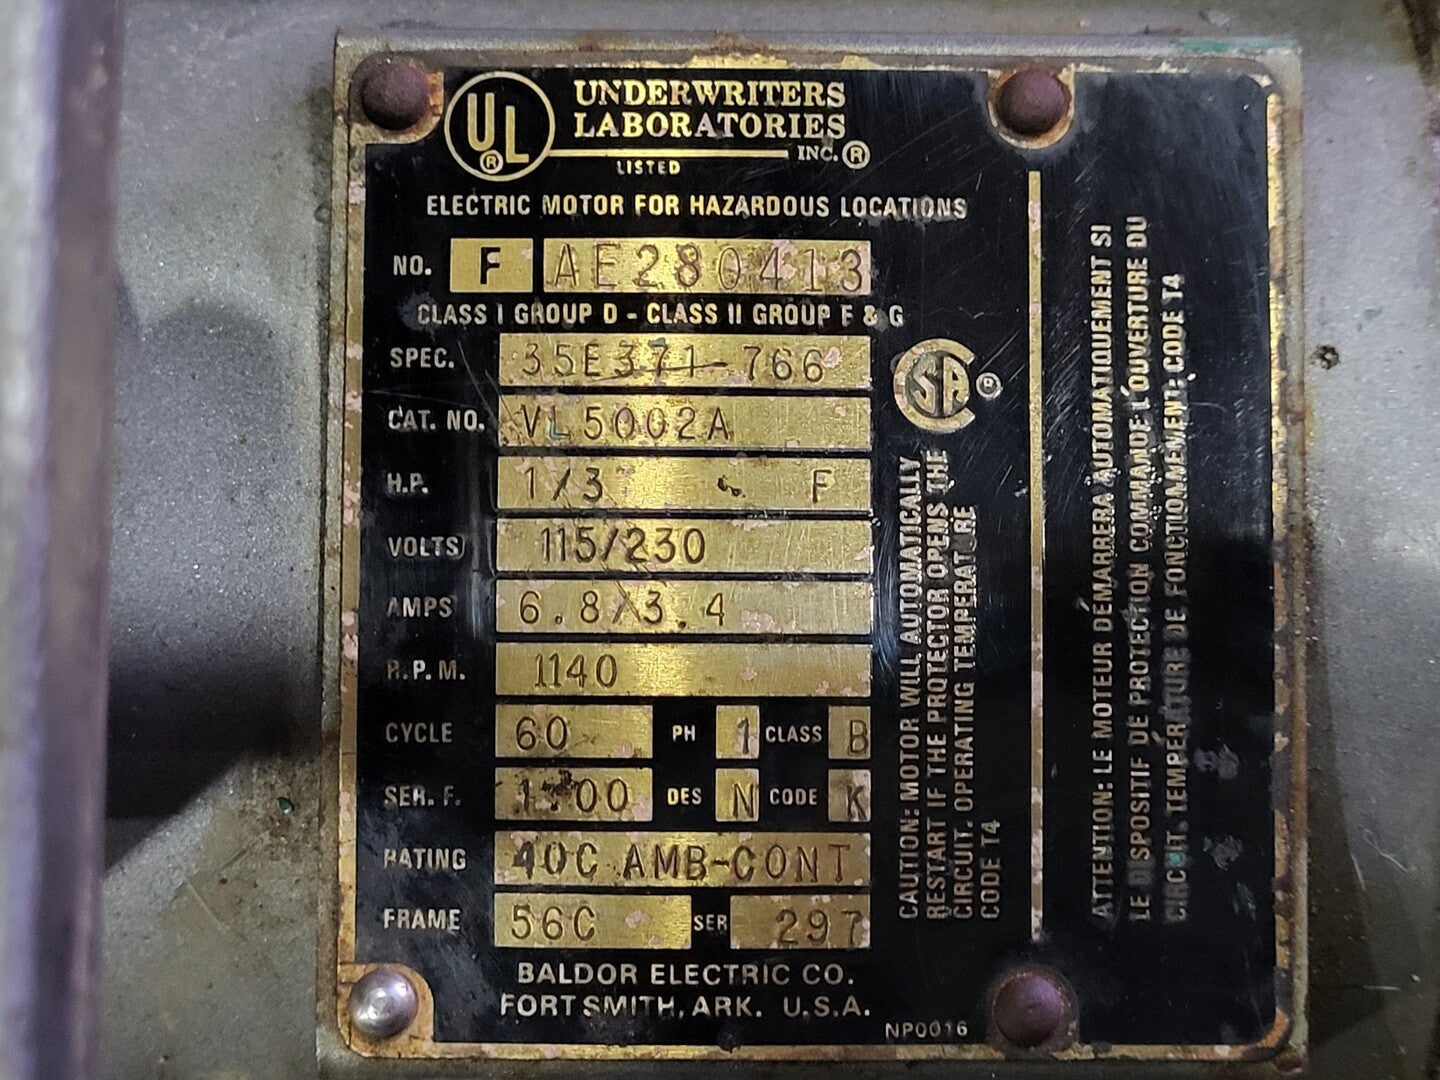 UL
®
UNDERWRITERS
LABORATORIES
INC.®
LISTED
ELECTRIC MOTOR FOR HAZARDOUS LOCATIONS
NO. F AE280413
CLASS I GROUP D - CLASS II GROUP F & G
SPEC. 35E371-766
CAT. NO. VL5002A
H.P. 1/3 F
VOLTS 115/230
AMPS 6.8/3.4
R.P.M. 1140
CYCLE 60 PH 1 CLASS B
SER. F. 1.00 DES N CODE K
RATING 40C AMB-CONT
FRAME 56C SER 297
BALDOR ELECTRIC CO.
FORT SMITH, ARK. U.S.A.
NP0016
CSA ®
CAUTION: MOTOR WILL AUTOMATICALLY
RESTART IF THE PROTECTOR OPENS THE
CIRCUIT. OPERATING TEMPERATURE
CODE T4
ATTENTION: LE MOTEUR DÉMARRERA AUTOMATIQUEMENT SI
LE DISPOSITIF DE PROTECTION COMMANDE L'OUVERTURE DU
CIRCUIT. TEMPÉRATURE DE FONCTIONNEMENT: CODE T4